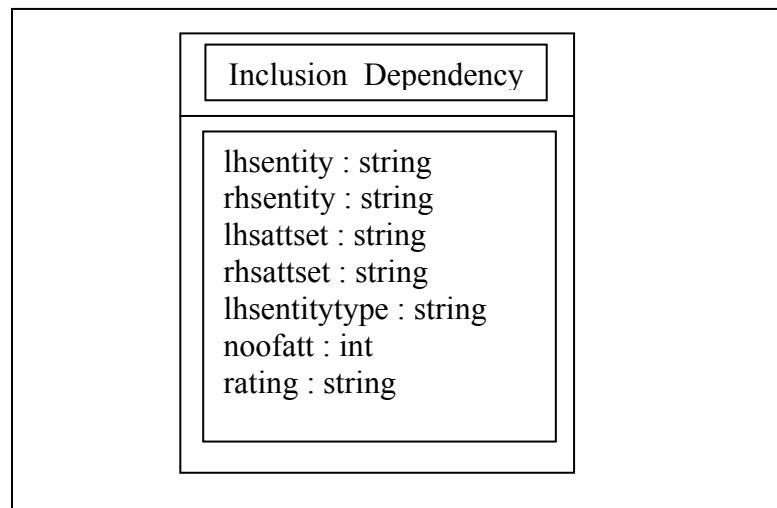 Inclusion Dependency
lhsentity : string
rhsentity : string
lhsattset : string
rhsattset : string
lhsentitytype : string
noofatt : int
rating : string